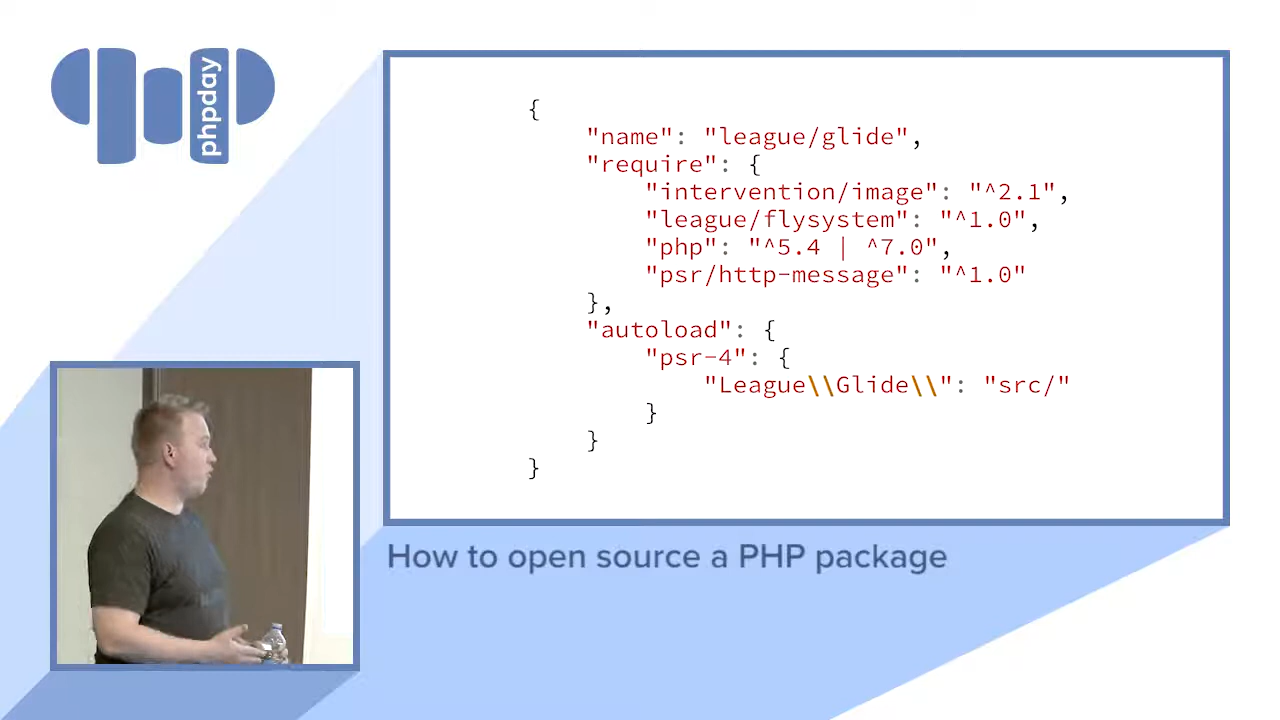 phpday
{
    "name": "league/glide",
    "require": {
        "intervention/image": "^2.1",
        "league/flysystem": "^1.0",
        "php": "^5.4 | ^7.0",
        "psr/http-message": "^1.0"
    },
    "autoload": {
        "psr-4": {
            "League\\Glide\\": "src/"
        }
    }
}
How to open source a PHP package